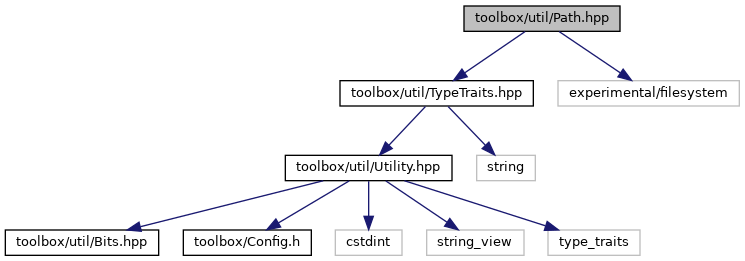 toolbox/util/Path.hpp
toolbox/util/TypeTraits.hpp
experimental/filesystem
toolbox/util/Utility.hpp
string
toolbox/util/Bits.hpp
toolbox/Config.h
cstdint
string_view
type_traits